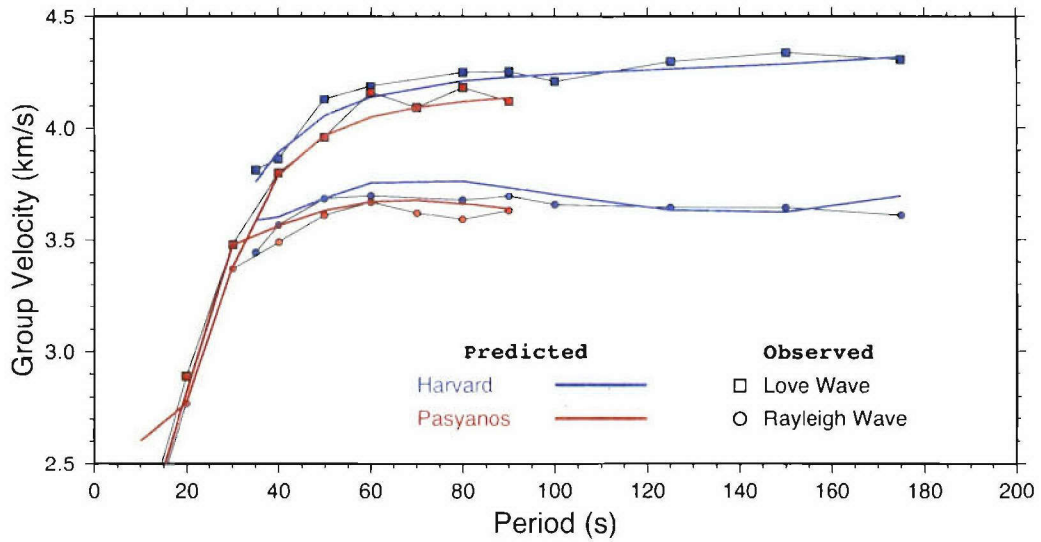 4.5
4.0
3.5
3.0
2.5
Group Velocity (km/s)
Predicted Observed
Harvard Love Wave
Pasyanos Rayleigh Wave
0 20 40 60 80 100 120 140 160 180 200
Period (s)